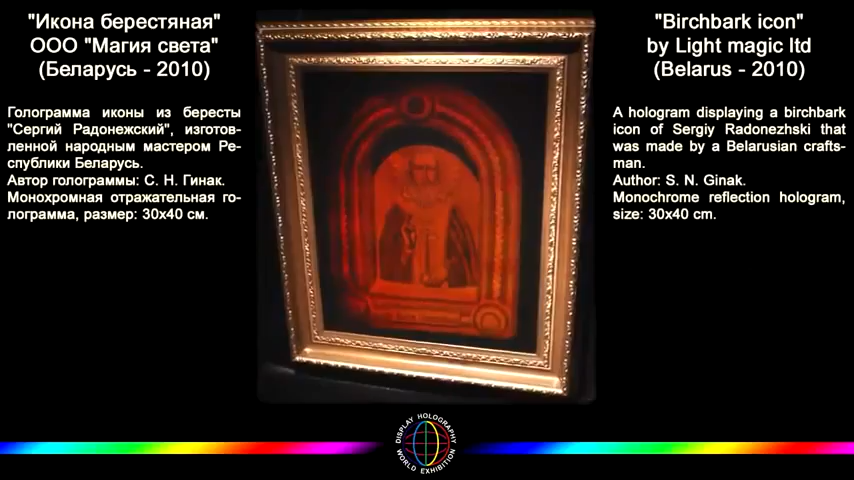 "Икона берестяная"
ООО "Магия света"
(Беларусь - 2010)
Голограмма иконы из бересты
"Сергий Радонежский", изготов-
ленной народным мастером Ре-
спублики Беларусь.
Автор голограммы: С. Н. Гинак.
Монохромная отражательная го-
лограмма, размер: 30х40 см.
"Birchbark icon"
by Light magic ltd
(Belarus - 2010)
A hologram displaying a birchbark
icon of Sergiy Radonezhski that
was made by a Belarusian crafts-
man.
Author: S. N. Ginak.
Monochrome reflection hologram,
size: 30x40 cm.
DISPLAY HOLOGRAPHY
WORLD EXHIBITION